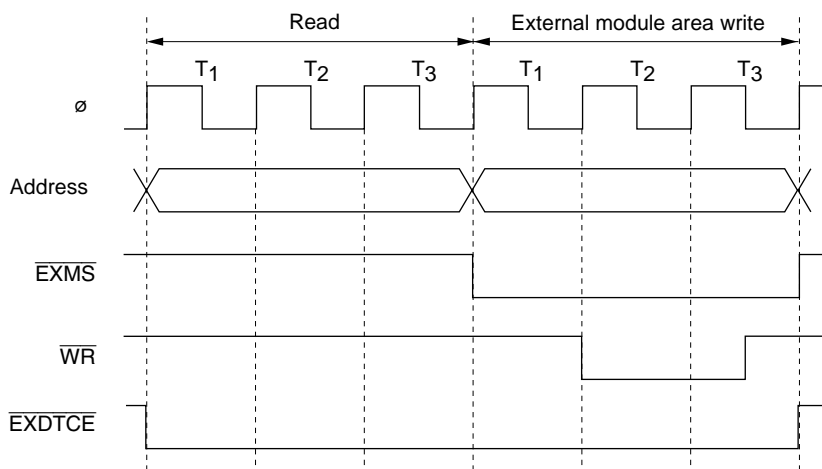 Read External module area write
T1 T2 T3 T1 T2 T3
ø
Address
EXMS
WR
EXDTCE